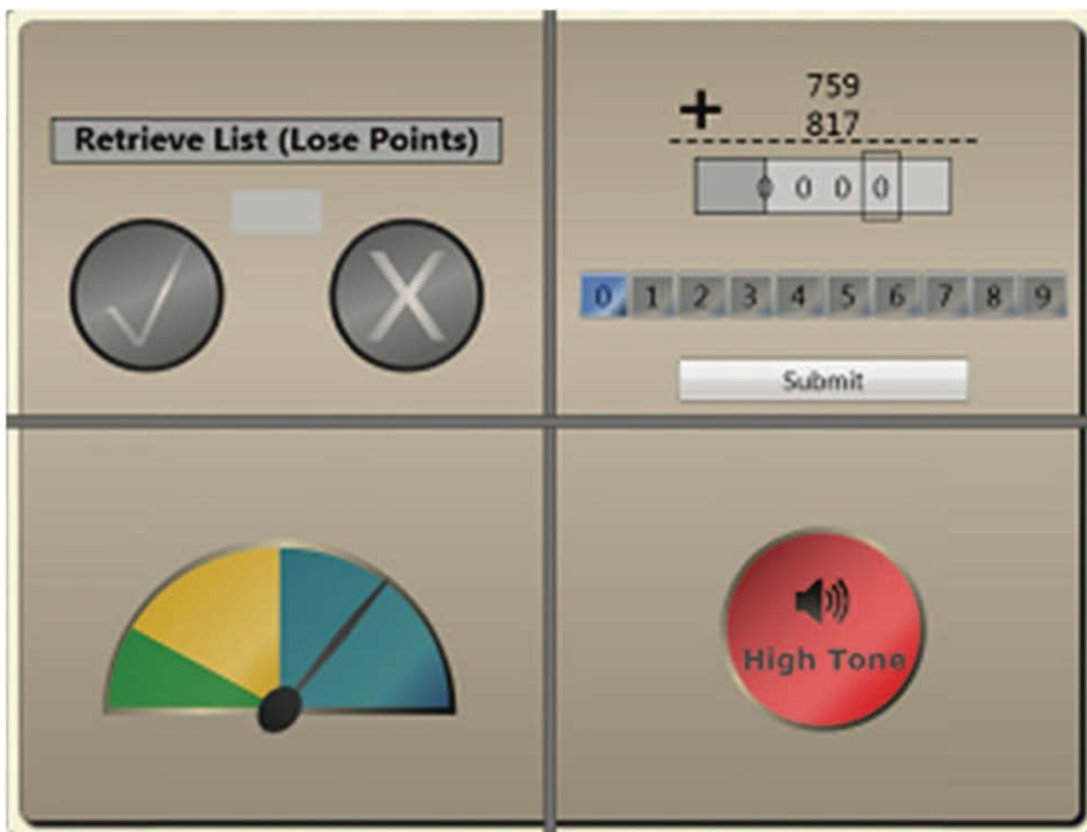 Retrieve List (Lose Points)
X
+ 759
817
0 0 0 0
0 1 2 3 4 5 6 7 8 9
Submit
High Tone